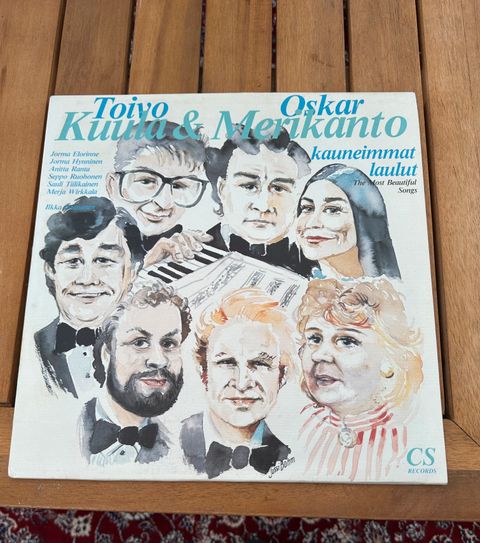 Toivo Oskar
Kuula & Merikanto
kauneimmat
laulut
The Most Beautiful
Songs
Jorma Elorinne
Jorma Hynninen
Anitta Ranta
Seppo Ruohonen
Sauli Tiilikainen
Merja Wirkkala
Ilkka
CS
RECORDS